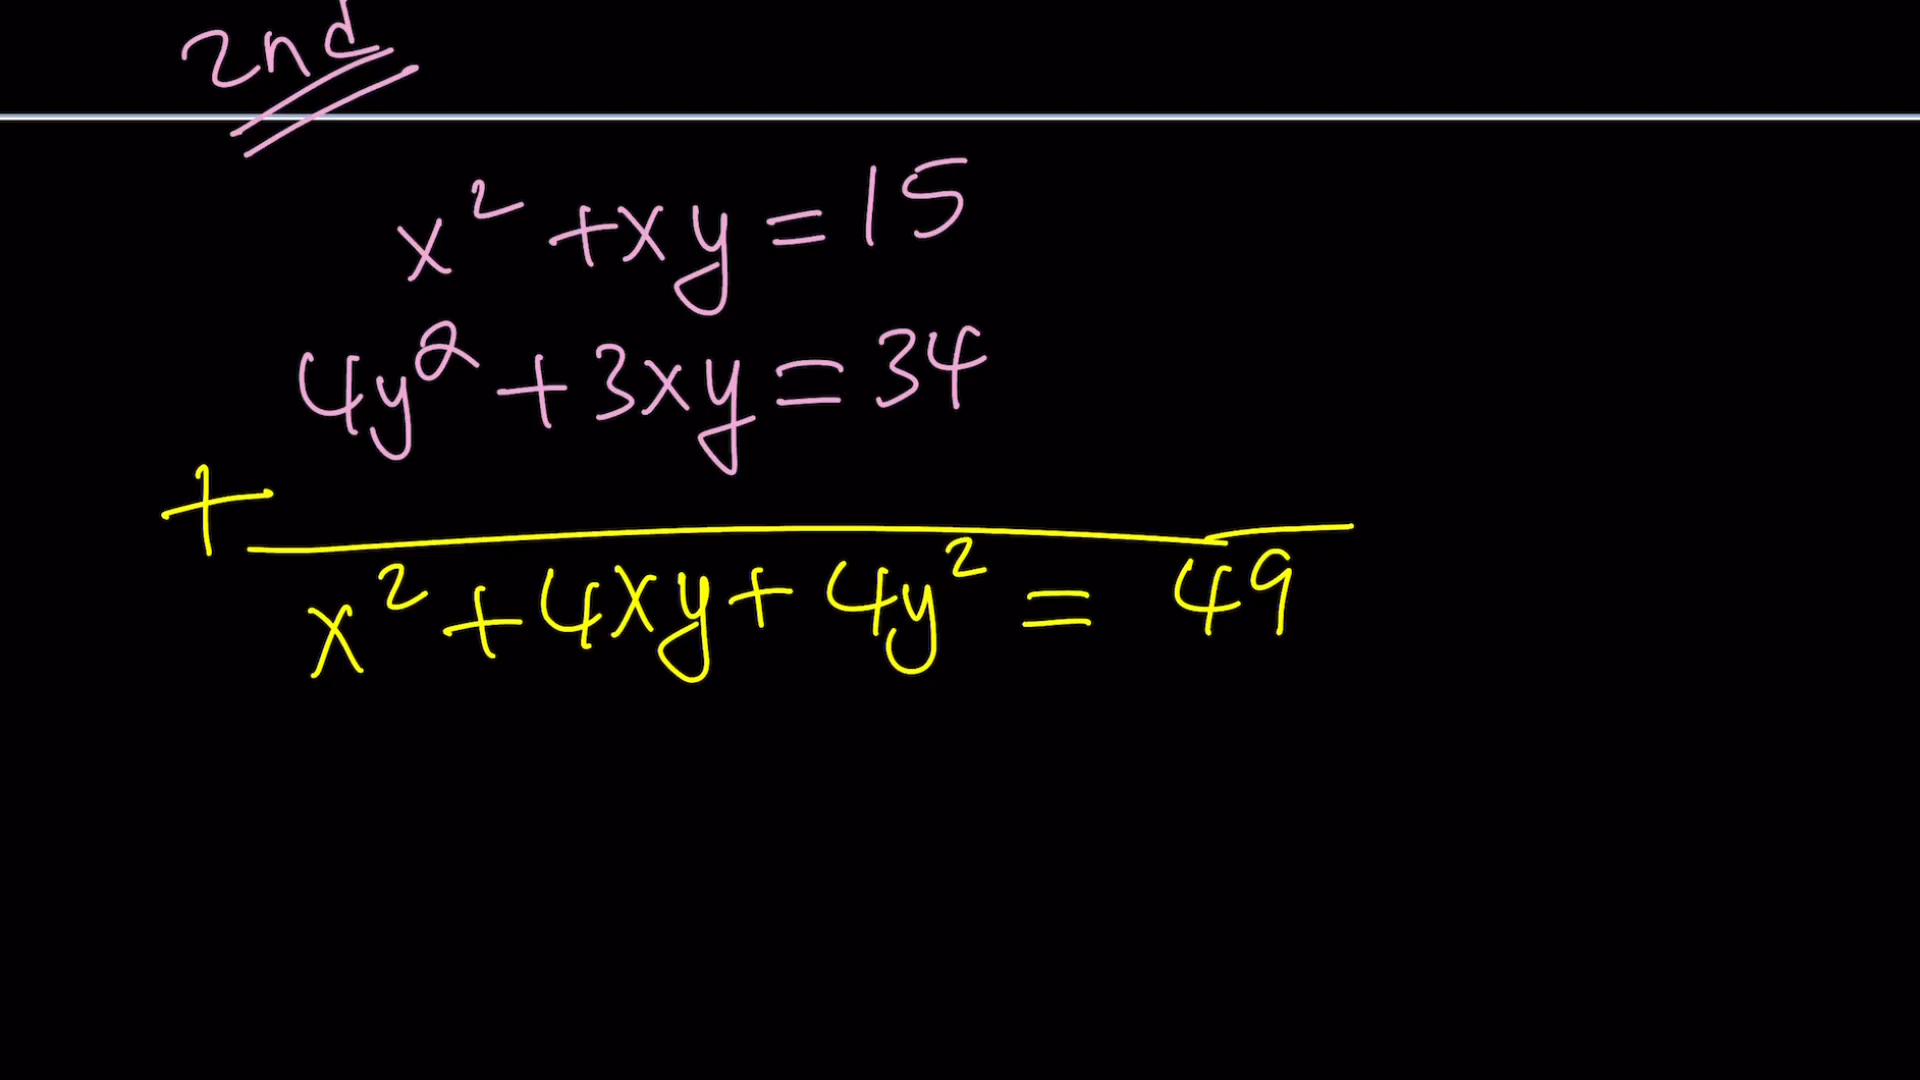 2nd
x² + xy = 15
4y² + 3xy = 34
+
x² + 4xy + 4y² = 49